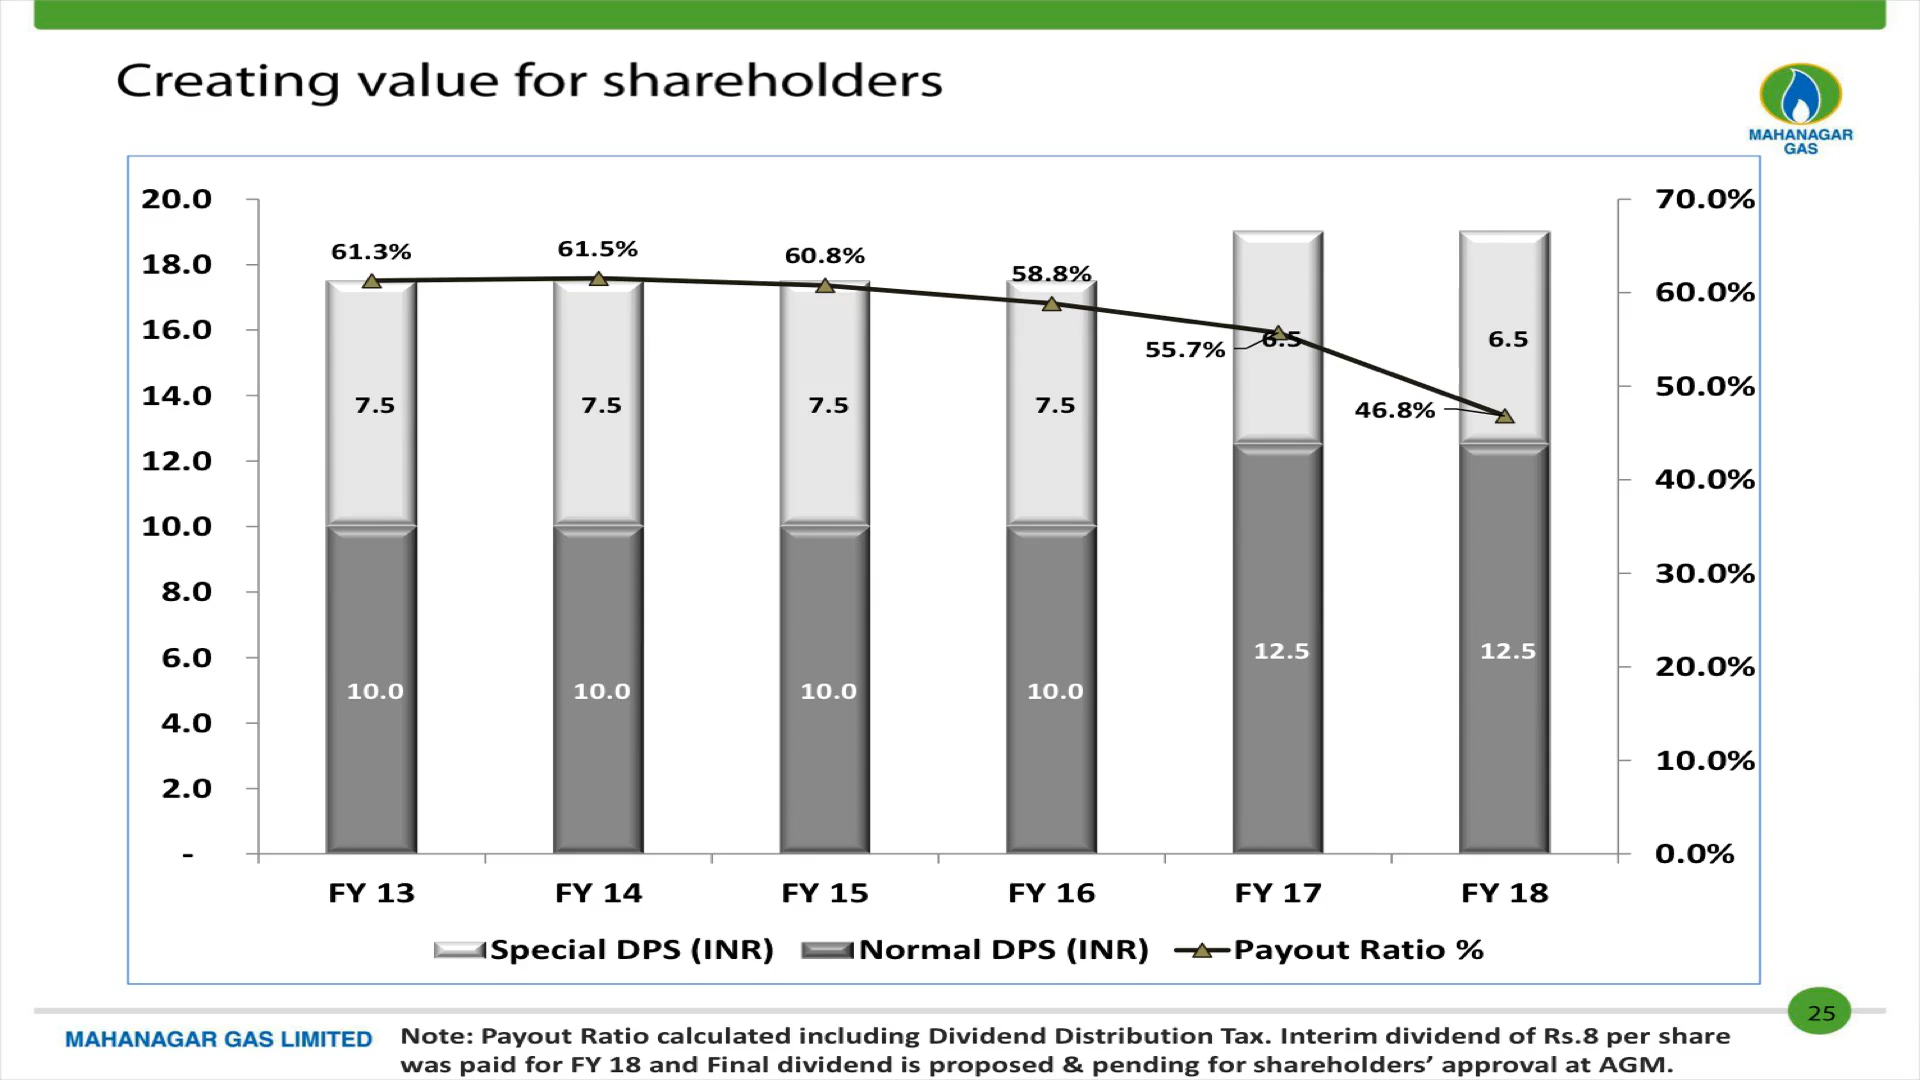 Creating value for shareholders
MAHANAGAR
GAS
20.0
18.0
16.0
14.0
12.0
10.0
8.0
6.0
4.0
2.0
-
70.0%
60.0%
50.0%
40.0%
30.0%
20.0%
10.0%
0.0%
61.3%
61.5%
60.8%
58.8%
55.7%
46.8%
7.5
7.5
7.5
7.5
6.5
6.5
10.0
10.0
10.0
10.0
12.5
12.5
FY 13
FY 14
FY 15
FY 16
FY 17
FY 18
Special DPS (INR)
Normal DPS (INR)
Payout Ratio %
25
MAHANAGAR GAS LIMITED
Note: Payout Ratio calculated including Dividend Distribution Tax. Interim dividend of Rs.8 per share
was paid for FY 18 and Final dividend is proposed & pending for shareholders’ approval at AGM.